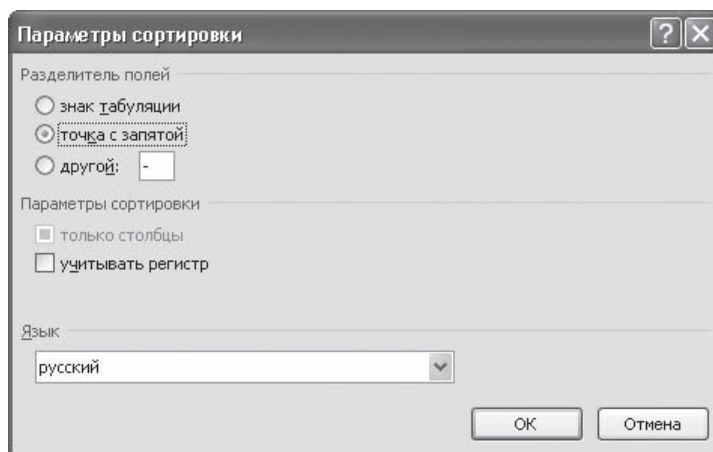 Параметры сортировки
Разделитель полей
знак табуляции
точка с запятой
другой: -
Параметры сортировки
только столбцы
учитывать регистр
Язык
русский
ОК Отмена